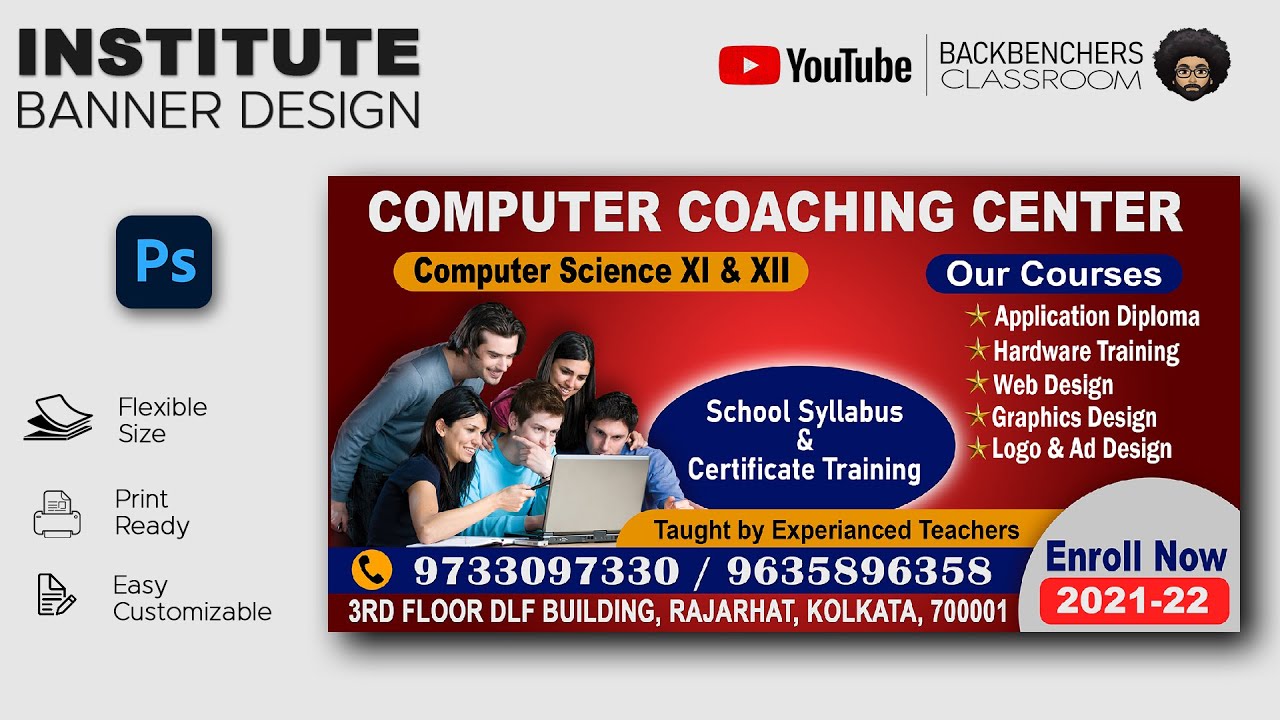 INSTITUTE
BANNER DESIGN
YouTube
BACKBENCHERS
CLASSROOM
Ps
Flexible
Size
Print
Ready
Easy
Customizable
COMPUTER COACHING CENTER
Computer Science XI & XII
Our Courses
Application Diploma
Hardware Training
Web Design
Graphics Design
Logo & Ad Design
School Syllabus
&
Certificate Training
Taught by Experianced Teachers
9733097330 / 9635896358
3RD FLOOR DLF BUILDING, RAJARHAT, KOLKATA, 700001
Enroll Now
2021-22